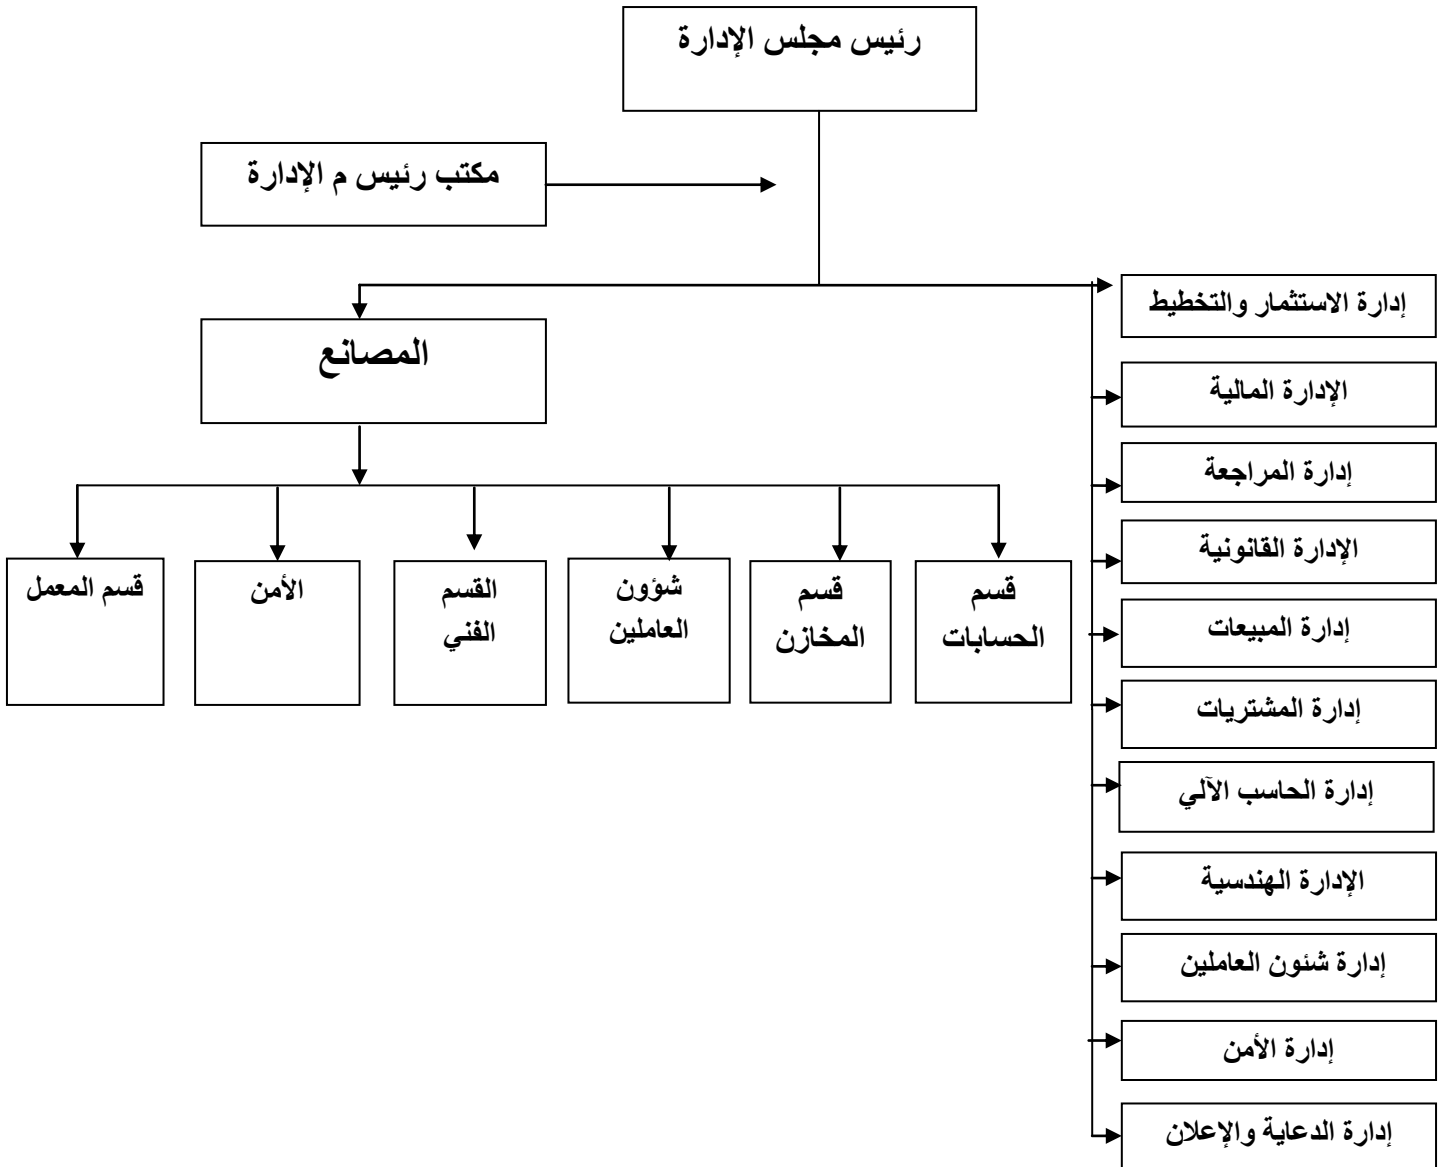 رئيس مجلس الإدارة
مكتب رئيس م الإدارة
إدارة الاستثمار والتخطيط
المصانع
الإدارة المالية
إدارة المراجعة
الإدارة القانونية
قسم
الحسابات
قسم
المخازن
شؤون
العاملين
القسم
الفني
الأمن
قسم المعمل
إدارة المبيعات
إدارة المشتريات
إدارة الحاسب الآلي
الإدارة الهندسية
إدارة شئون العاملين
إدارة الأمن
إدارة الدعاية والإعلان